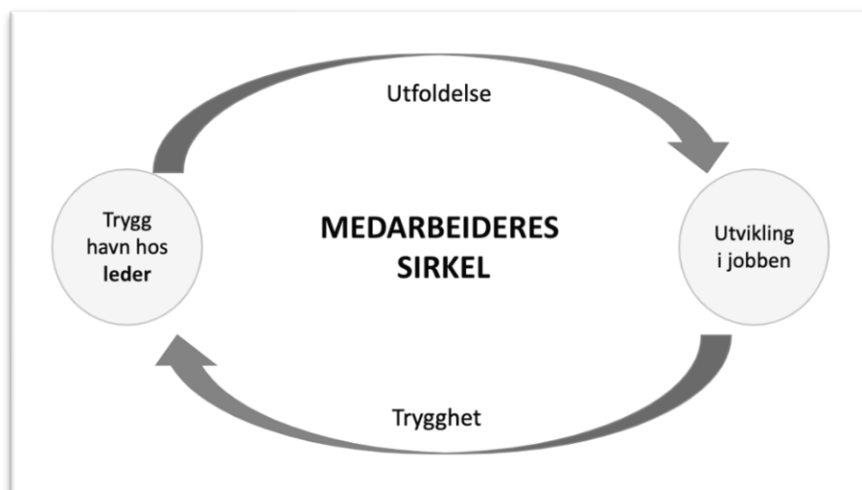 Utfoldelse
Trygg
havn hos
leder
MEDARBEIDERES
SIRKEL
Utvikling
i jobben
Trygghet